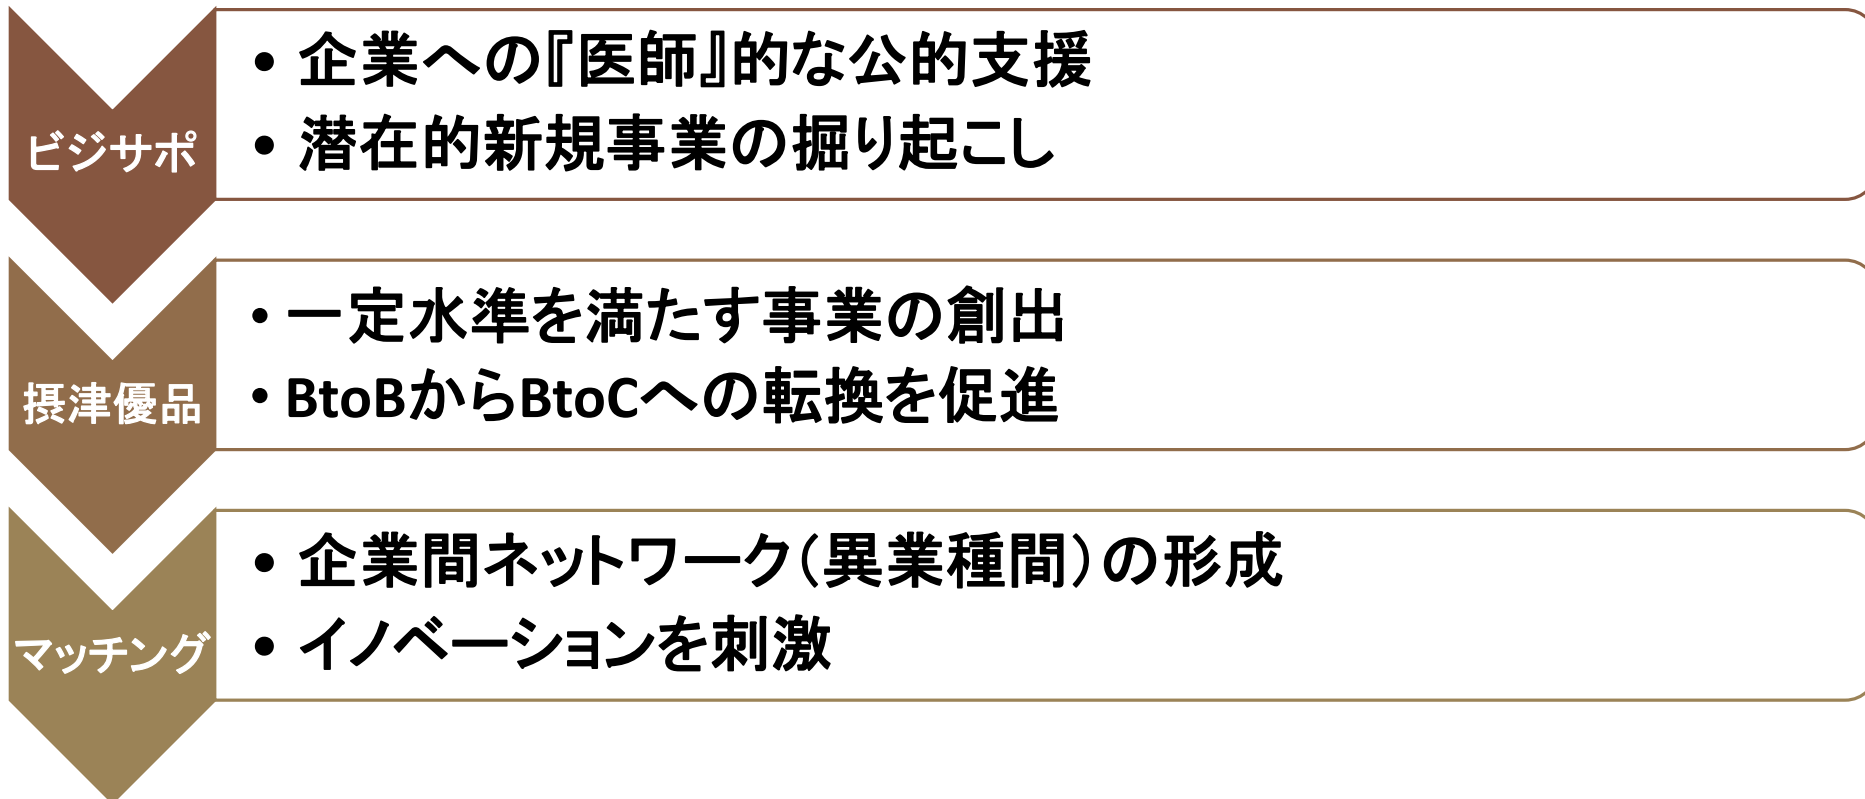 ビジサポ
• 企業への『医師』的な公的支援
• 潜在的新規事業の掘り起こし
摂津優品
• 一定水準を満たす事業の創出
• BtoBからBtoCへの転換を促進
マッチング
• 企業間ネットワーク（異業種間）の形成
• イノベーションを刺激